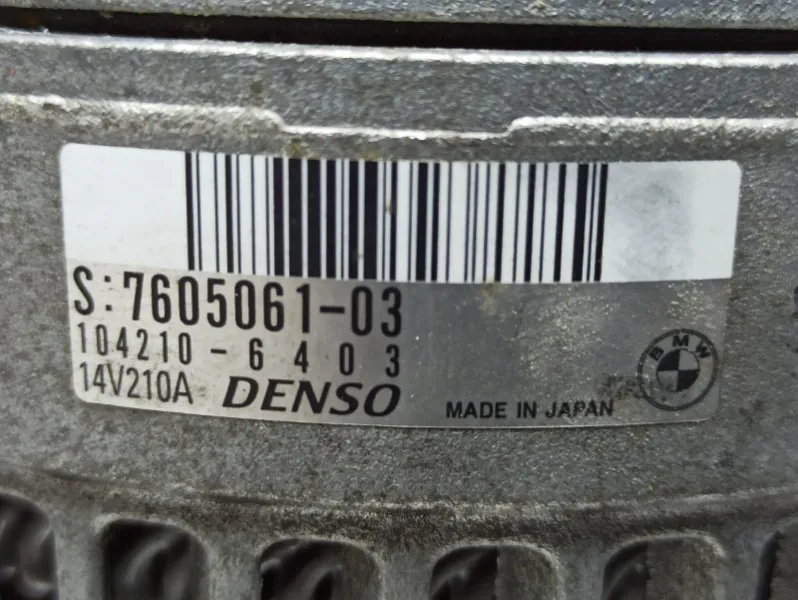 S:7605061-03
104210-6403
14V210A DENSO MADE IN JAPAN
BMW